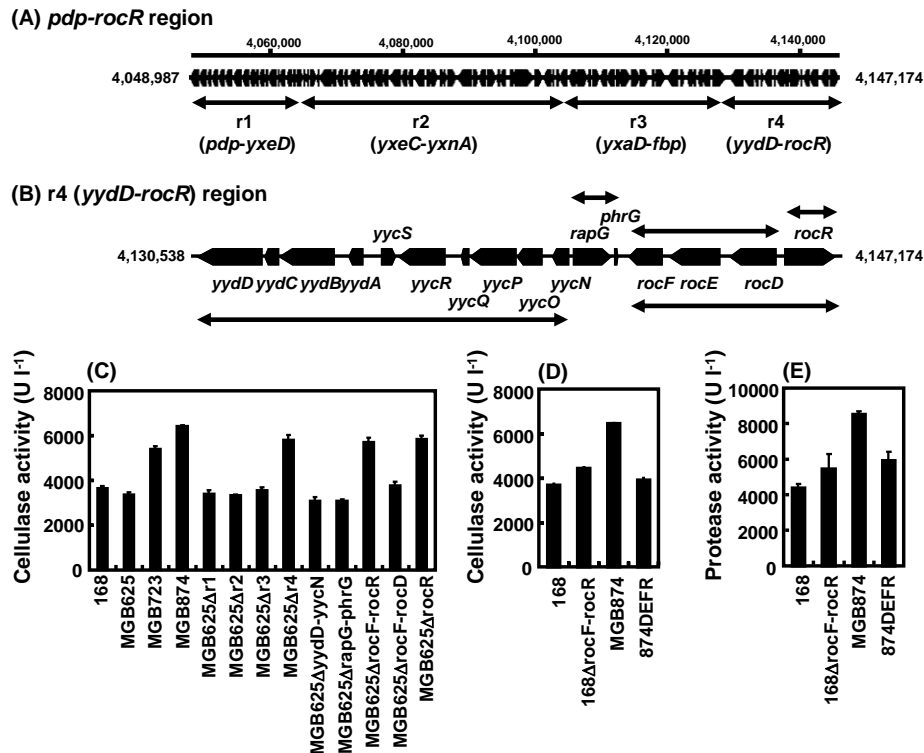 (A) pdp-rocR region
4,060,000 4,080,000 4,100,000 4,120,000 4,140,000
4,048,987 4,147,174
r1 r2 r3 r4
(pdp-yxeD) (yxeC-yxnA) (yxaD-fbp) (yydD-rocR)
(B) r4 (yydD-rocR) region
phrG
yycS rapG rocR
4,130,538 4,147,174
yydD yydC yydB yydA yycR yycP yycN rocF rocE rocD
yycQ yycO
(C)
Cellulase activity (U l-1)
8000
6000
4000
2000
0
168
MGB625
MGB723
MGB874
MGB625Δr1
MGB625Δr2
MGB625Δr3
MGB625Δr4
MGB625ΔyydD-yycN
MGB625ΔrapG-phrG
MGB625ΔrocF-rocR
MGB625ΔrocF-rocD
MGB625ΔrocR
(D)
Cellulase activity (U l-1)
8000
6000
4000
2000
0
168
168ΔrocF-rocR
MGB874
874DEFR
(E)
Protease activity (U l-1)
10000
8000
6000
4000
2000
0
168
168ΔrocF-rocR
MGB874
874DEFR